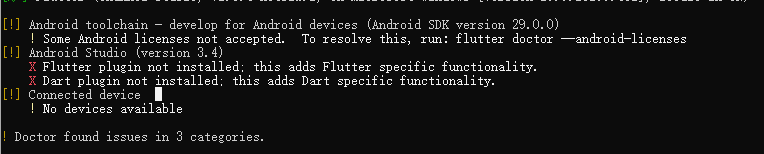 [!] Android toolchain - develop for Android devices (Android SDK version 29.0.0)
! Some Android licenses not accepted.  To resolve this, run: flutter doctor --android-licenses
[!] Android Studio (version 3.4)
X Flutter plugin not installed; this adds Flutter specific functionality.
X Dart plugin not installed; this adds Dart specific functionality.
[!] Connected device
! No devices available
! Doctor found issues in 3 categories.